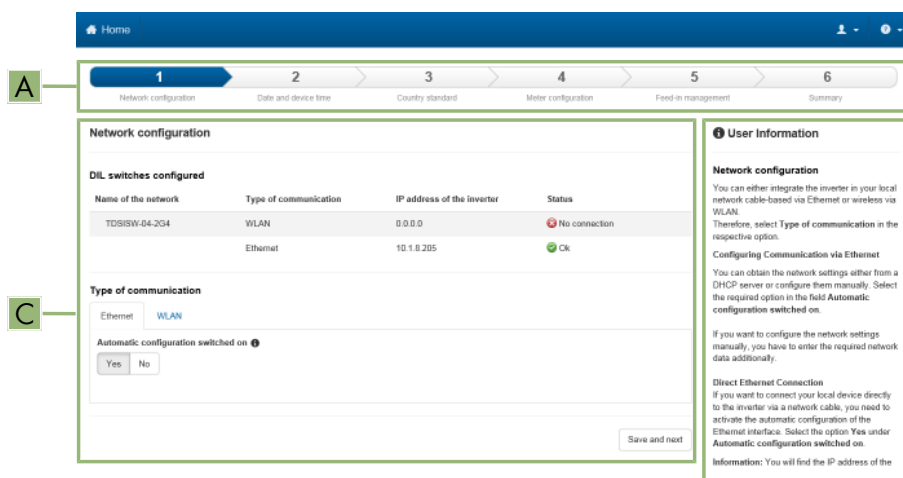 Home
A
1 2 3 4 5 6
Network configuration Date and device time Country standard Meter configuration Feed-in management Summary
Network configuration
DIL switches configured
Name of the network Type of communication IP address of the inverter Status
TDSISW-04-2G4 WLAN 0.0.0.0 No connection
Ethernet 10.1.8.205 Ok
C
Type of communication
Ethernet WLAN
Automatic configuration switched on
Yes No
Save and next
User Information
Network configuration
You can either integrate the inverter in your local
network cable-based via Ethernet or wireless via
WLAN.
Therefore, select Type of communication in the
respective option.
Configuring Communication via Ethernet
You can obtain the network settings either from a
DHCP server or configure them manually. Select
the required option in the field Automatic
configuration switched on.
If you want to configure the network settings
manually, you have to enter the required network
data additionally.
Direct Ethernet Connection
If you want to connect your local device directly
to the inverter via a network cable, you need to
activate the automatic configuration of the
Ethernet interface. Select the option Yes under
Automatic configuration switched on.
Information: You will find the IP address of the